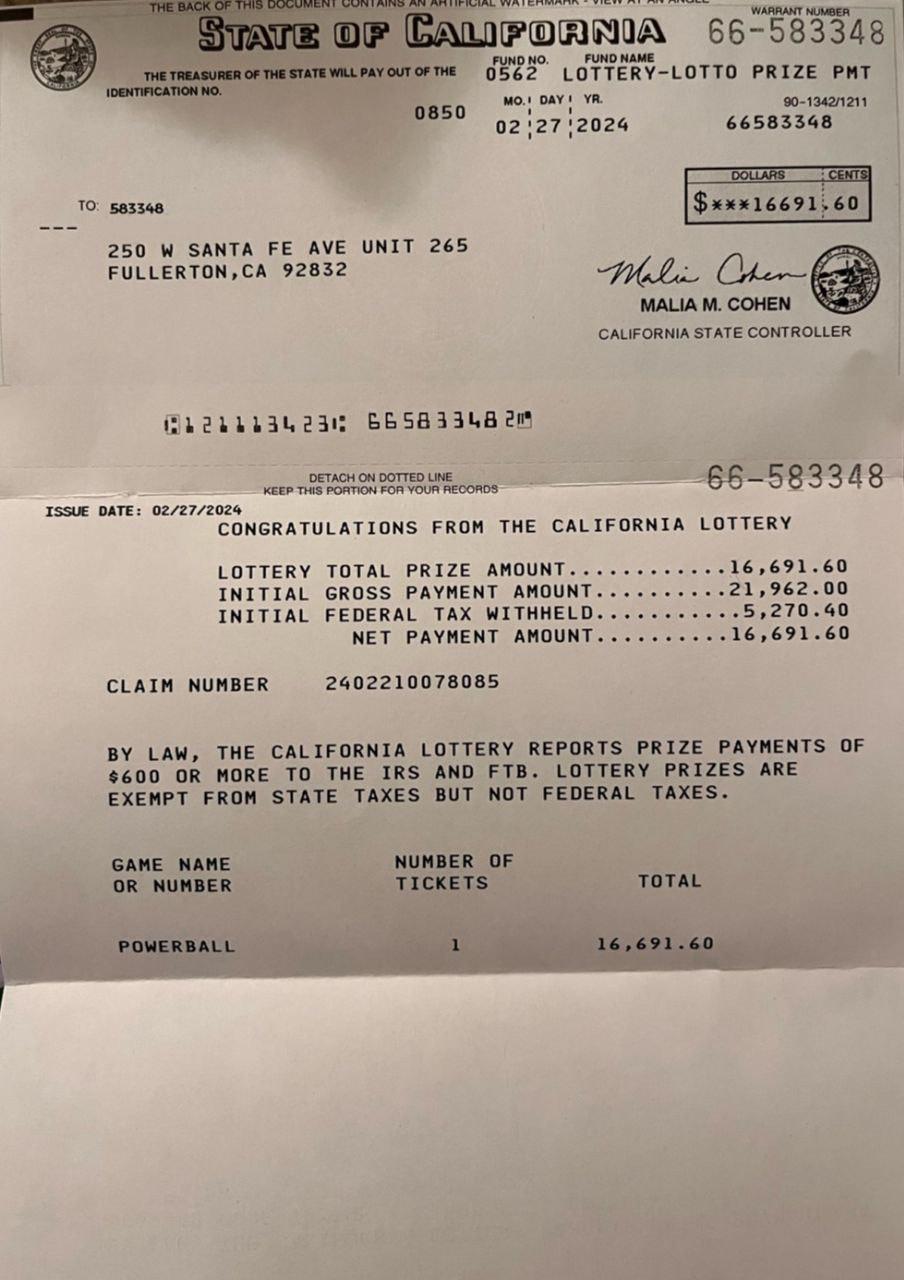 THE BACK OF THIS DOCUMENT CONTAINS AN ARTIFICIAL WATERMARK - VIEW AT AN ANGLE
STATE OF CALIFORNIA
WARRANT NUMBER
66-583348
THE TREASURER OF THE STATE WILL PAY OUT OF THE
IDENTIFICATION NO.
FUND NO. FUND NAME
0562 LOTTERY-LOTTO PRIZE PMT
0850
MO. DAY YR.
02 27 2024
90-1342/1211
66583348
DOLLARS CENTS
$***16691.60
TO: 583348
---
250 W SANTA FE AVE UNIT 265
FULLERTON,CA 92832
Malia Cohen
MALIA M. COHEN
CALIFORNIA STATE CONTROLLER
⑆121113423⑆ 665833482⑈
DETACH ON DOTTED LINE
KEEP THIS PORTION FOR YOUR RECORDS
66-583348
ISSUE DATE: 02/27/2024
CONGRATULATIONS FROM THE CALIFORNIA LOTTERY
LOTTERY TOTAL PRIZE AMOUNT............16,691.60
INITIAL GROSS PAYMENT AMOUNT..........21,962.00
INITIAL FEDERAL TAX WITHHELD...........5,270.40
NET PAYMENT AMOUNT..........16,691.60
CLAIM NUMBER 2402210078085
BY LAW, THE CALIFORNIA LOTTERY REPORTS PRIZE PAYMENTS OF
$600 OR MORE TO THE IRS AND FTB. LOTTERY PRIZES ARE
EXEMPT FROM STATE TAXES BUT NOT FEDERAL TAXES.
GAME NAME OR NUMBER
NUMBER OF TICKETS
TOTAL
POWERBALL 1 16,691.60